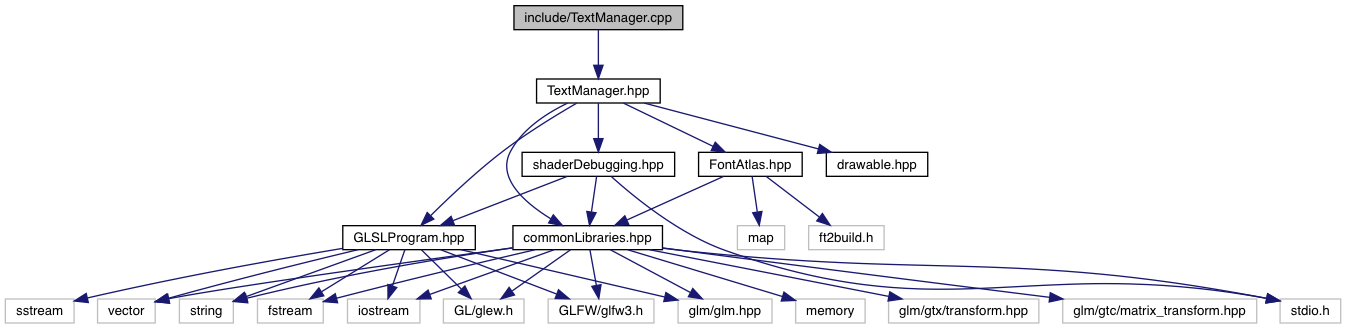 include/TextManager.cpp
TextManager.hpp
shaderDebugging.hpp
FontAtlas.hpp
drawable.hpp
GLSLProgram.hpp
commonLibraries.hpp
map
ft2build.h
sstream
vector
string
fstream
iostream
GL/glew.h
GLFW/glfw3.h
glm/glm.hpp
memory
glm/gtx/transform.hpp
glm/gtc/matrix_transform.hpp
stdio.h